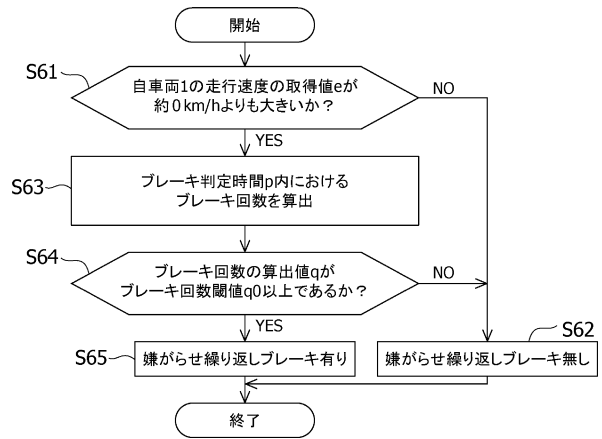 開始
S61
自車両1の走行速度の取得値eが
約0km/hよりも大きいか？
NO
YES
S63
ブレーキ判定時間p内における
ブレーキ回数を算出
S64
ブレーキ回数の算出値qが
ブレーキ回数閾値q0以上であるか？
NO
YES
S65
嫌がらせ繰り返しブレーキ有り
S62
嫌がらせ繰り返しブレーキ無し
終了